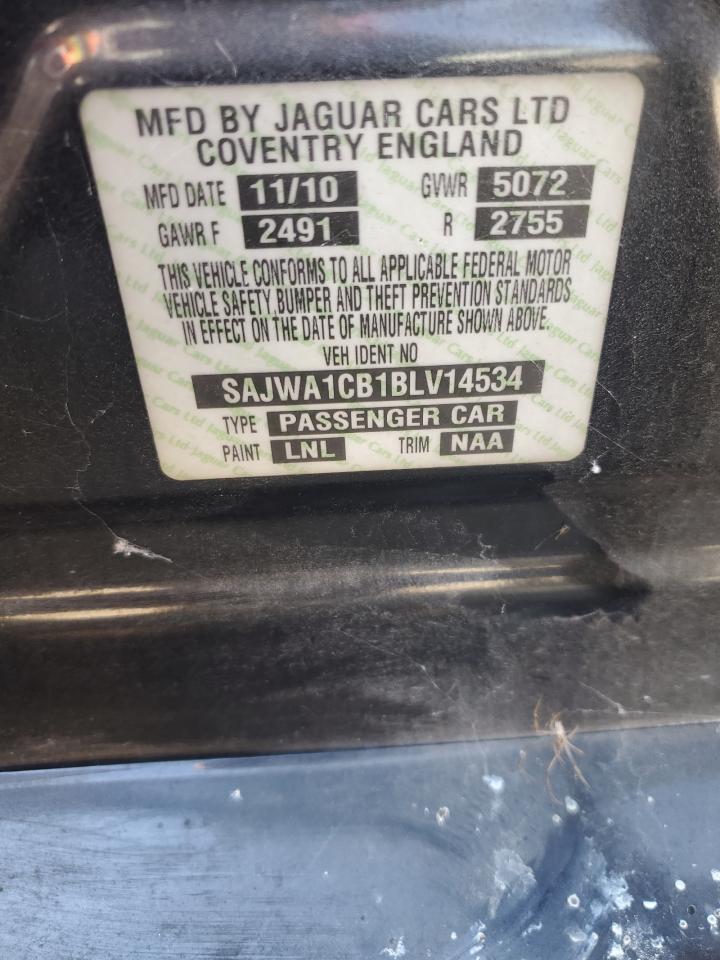 MFD BY JAGUAR CARS LTD
COVENTRY ENGLAND
MFD DATE 11/10 GVWR 5072
GAWR F 2491 R 2755
THIS VEHICLE CONFORMS TO ALL APPLICABLE FEDERAL MOTOR
VEHICLE SAFETY, BUMPER AND THEFT PREVENTION STANDARDS
IN EFFECT ON THE DATE OF MANUFACTURE SHOWN ABOVE.
VEH IDENT NO
SAJWA1CB1BLV14534
TYPE PASSENGER CAR
PAINT LNL TRIM NAA